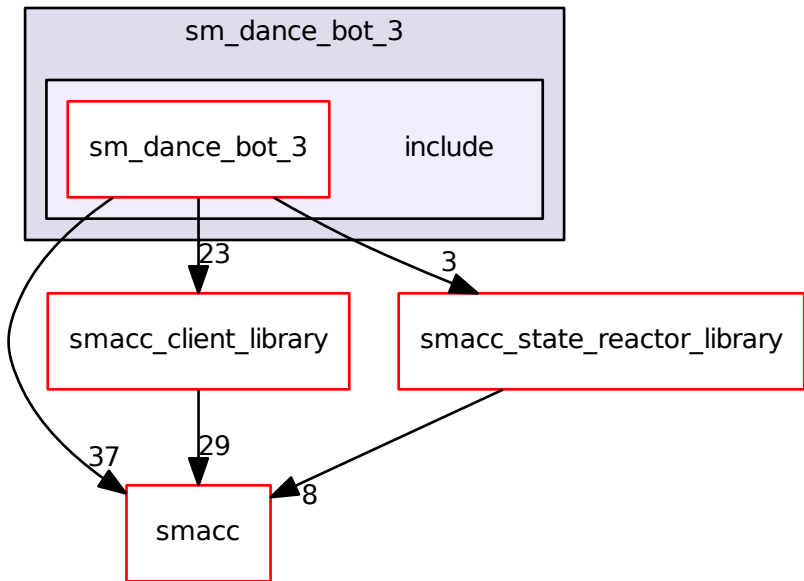 sm_dance_bot_3
sm_dance_bot_3
include
23
3
smacc_client_library
smacc_state_reactor_library
37
29
8
smacc